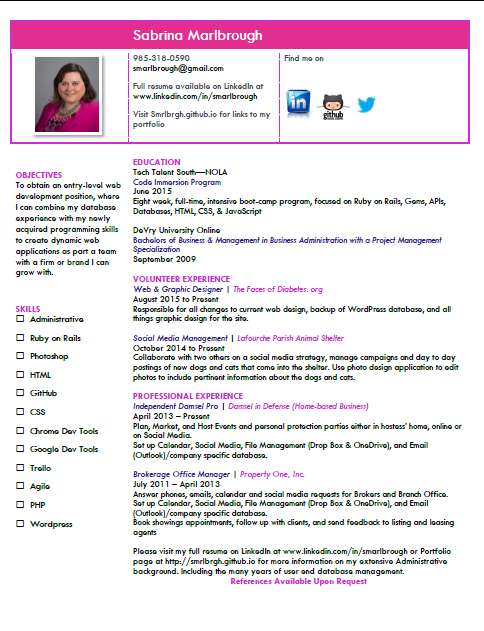 Sabrina Marlbrough
985-318-0590
smarlbrough@gmail.com
Full resume available on LinkedIn at
www.linkedin.com/in/smarlbrough
Visit Smrlbrgh.github.io for links to my
portfolio
Find me on
in
github
OBJECTIVES
To obtain an entry-level web
development position, where
I can combine my database
experience with my newly
acquired programming skills
to create dynamic web
applications as part a team
with a firm or brand I can
grow with.
SKILLS
Administrative
Ruby on Rails
Photoshop
HTML
GitHub
CSS
Chrome Dev Tools
Google Dev Tools
Trello
Agile
PHP
Wordpress
EDUCATION
Tech Talent South—NOLA
Code Immersion Program
June 2015
Eight week, full-time, intensive boot-camp program, focused on Ruby on Rails, Gems, APIs,
Databases, HTML, CSS, & JavaScript
DeVry University Online
Bachelors of Business & Management in Business Administration with a Project Management
Specialization
September 2009
VOLUNTEER EXPERIENCE
Web & Graphic Designer | The Faces of Diabetes. org
August 2015 to Present
Responsible for all changes to current web design, backup of WordPress database, and all
things graphic design for the site.
Social Media Management | Lafourche Parish Animal Shelter
October 2014 to Present
Collaborate with two others on a social media strategy, manage campaigns and day to day
postings of new dogs and cats that come into the shelter. Use photo design application to edit
photos to include pertinent information about the dogs and cats.
PROFESSIONAL EXPERIENCE
Independent Damsel Pro | Damsel in Defense (Home-based Business)
April 2013 – Present
Plan, Market, and Host Events and personal protection parties either in hostess' home, online or
on Social Media.
Set up Calendar, Social Media, File Management (Drop Box & OneDrive), and Email
(Outlook)/company specific database.
Brokerage Office Manager | Property One, Inc.
July 2011 – April 2013
Answer phones, emails, calendar and social media requests for Brokers and Branch Office.
Set up Calendar, Social Media, File Management (Drop Box & OneDrive), and Email
(Outlook)/company specific database.
Book showings appointments, follow up with clients, and send feedback to listing and leasing
agents
Please visit my full resume on LinkedIn at www.linkedin.com/in/smarlbrough or Portfolio
page at http://smrlbrgh.github.io for more information on my extensive Administrative
background. Including the many years of user end database management.
References Available Upon Request